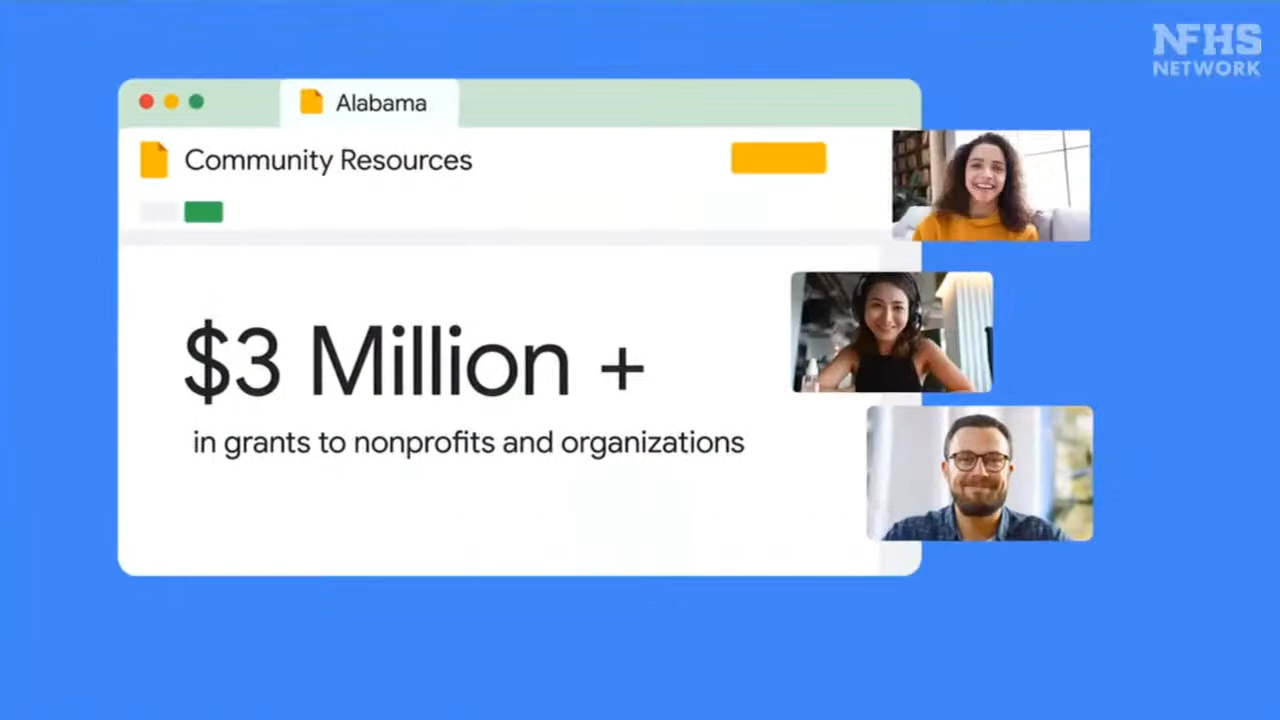 NFHS
NETWORK
Alabama
Community Resources
$3 Million +
in grants to nonprofits and organizations